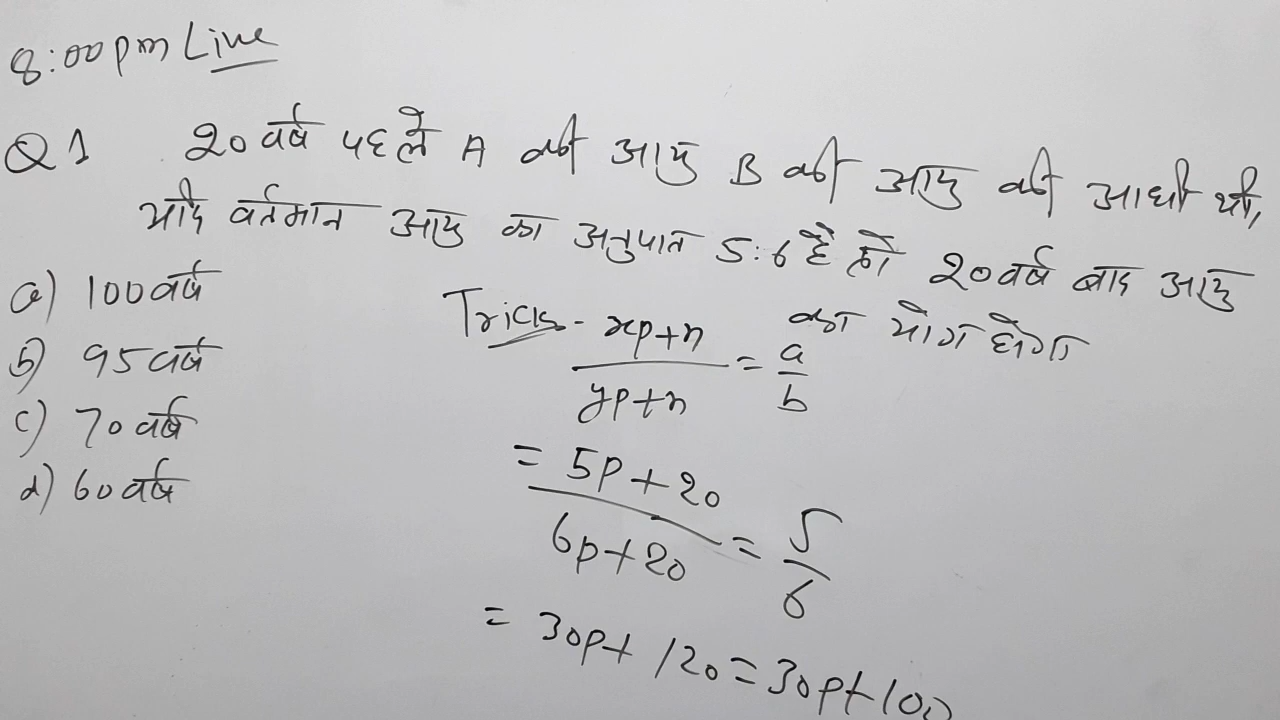 8:00pm Live
Q1 20 वर्ष पहले A की आयु B की आयु की आधी थी,
यदि वर्तमान आयु का अनुपात 5:6 है तो 20 वर्ष बाद आयु
का योग होगा
a) 100 वर्ष
b) 95 वर्ष
c) 70 वर्ष
d) 60 वर्ष
Trick - xp+n / yp+n = a / b
= 5p+20 / 6p+20 = 5 / 6
= 30p+120=30p+100